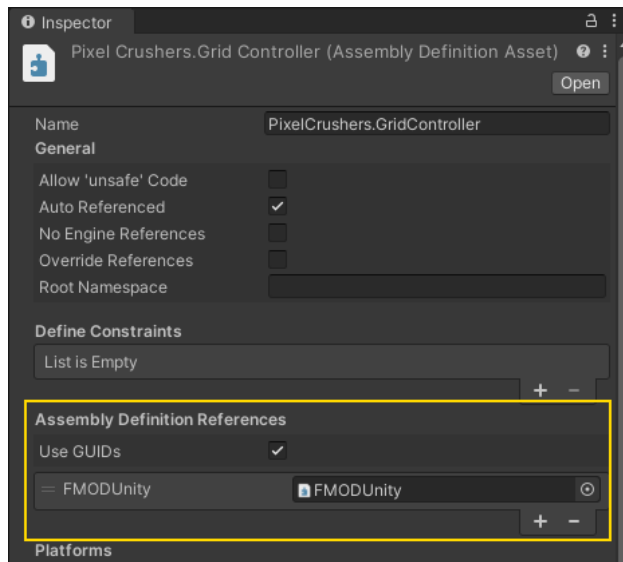 Inspector
Pixel Crushers.Grid Controller (Assembly Definition Asset)
Open
Name PixelCrushers.GridController
General
Allow 'unsafe' Code
Auto Referenced
No Engine References
Override References
Root Namespace
Define Constraints
List is Empty
Assembly Definition References
Use GUIDs
FMODUnity FMODUnity
Platforms